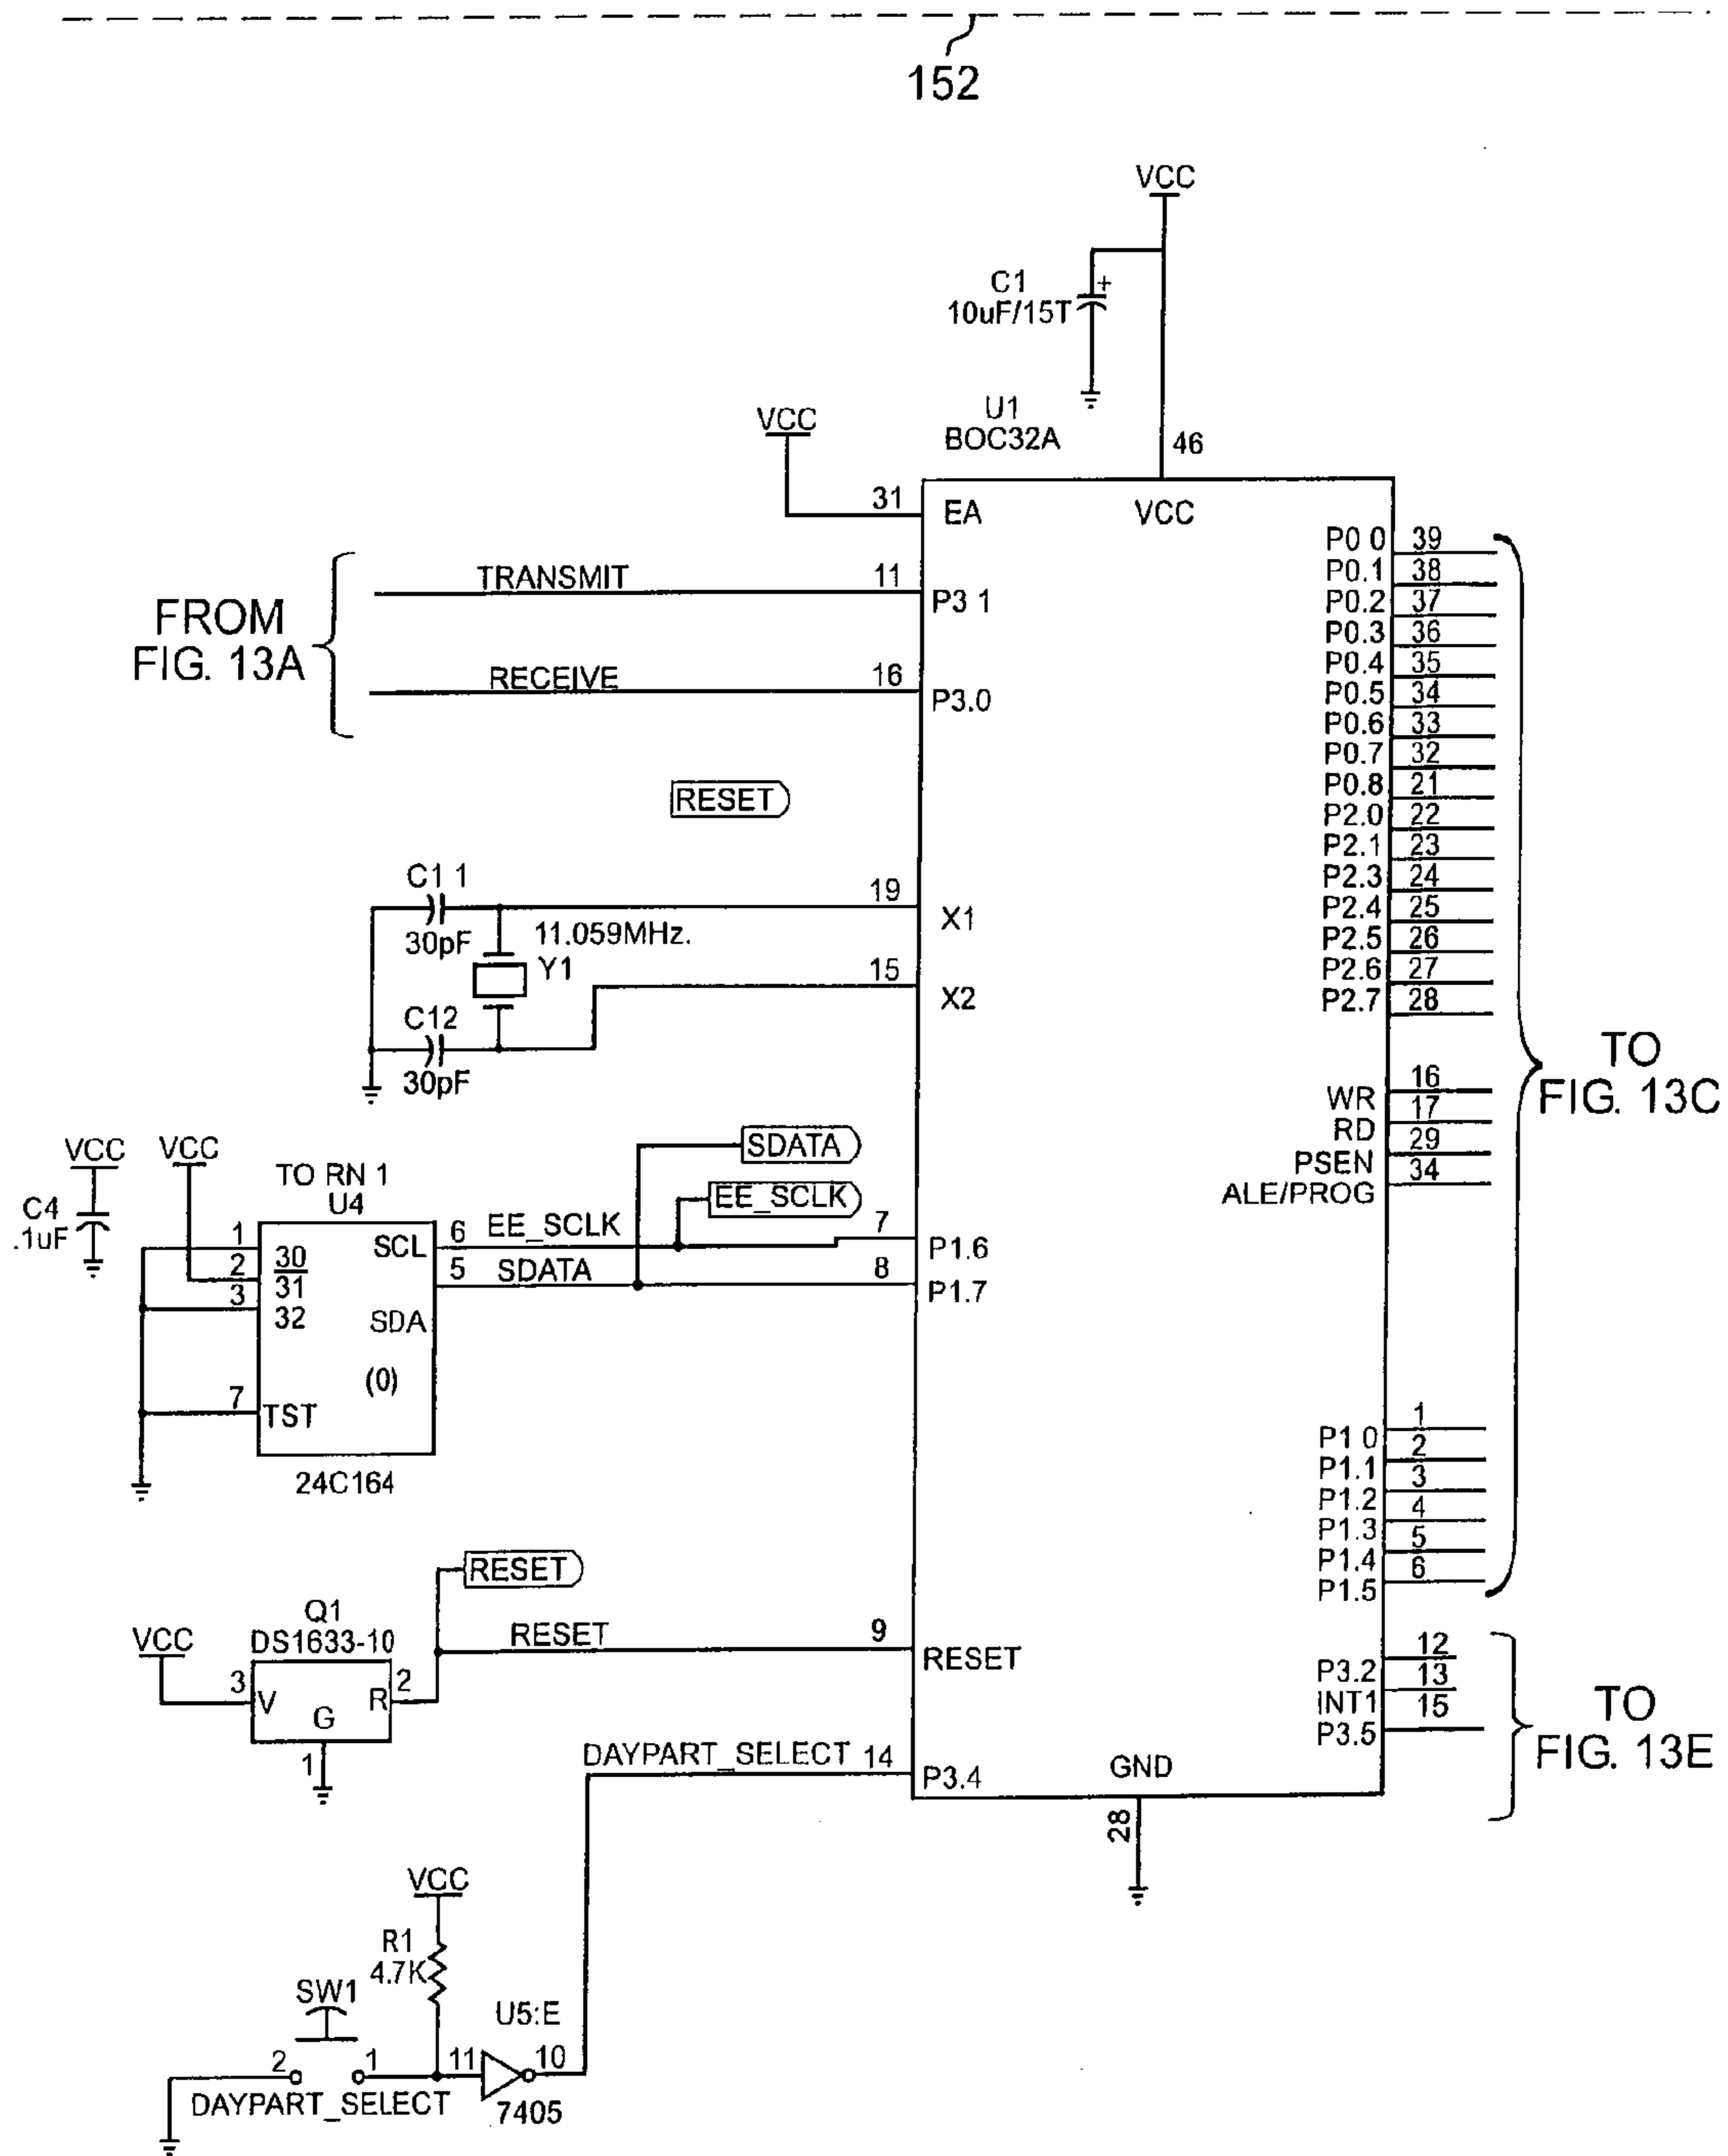 152
VCC
C1
10uF/15T
+
U1
BOC32A
46
VCC
31
EA
VCC
FROM
FIG. 13A
TRANSMIT
11
P3 1
RECEIVE
16
P3.0
RESET
C1 1
30pF
11.059MHz.
Y1
C12
30pF
19
X1
15
X2
P0 0 39
P0.1 38
P0.2 37
P0.3 36
P0.4 35
P0.5 34
P0.6 33
P0.7 32
P0.8 21
P2.0 22
P2.1 23
P2.3 24
P2.4 25
P2.5 26
P2.6 27
P2.7 28
WR 16
RD 17
PSEN 29
ALE/PROG 34
TO
FIG. 13C
VCC
C4
.1uF
VCC
TO RN 1
U4
1
30
2
31
3
32
7
TST
SCL
SDA
(0)
24C164
6 EE_SCLK
5 SDATA
SDATA
EE_SCLK
7
P1.6
8
P1.7
P1 0 1
P1.1 2
P1.2 3
P1.3 4
P1.4 5
P1.5 6
RESET
Q1
DS1633-10
VCC
3
V
G
R
2
1
RESET
9
RESET
P3.2 12
INT1 13
P3.5 15
TO
FIG. 13E
DAYPART_SELECT 14
P3.4
GND
28
VCC
R1
4.7K
SW1
2
1
DAYPART_SELECT
U5:E
11
10
7405